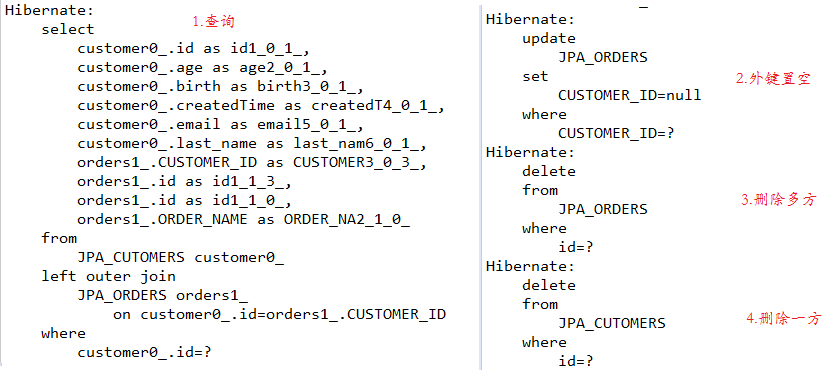 Hibernate:
1.查询
select
customer0_.id as id1_0_1_,
customer0_.age as age2_0_1_,
customer0_.birth as birth3_0_1_,
customer0_.createdTime as createdT4_0_1_,
customer0_.email as email5_0_1_,
customer0_.last_name as last_nam6_0_1_,
orders1_.CUSTOMER_ID as CUSTOMER3_0_3_,
orders1_.id as id1_1_3_,
orders1_.id as id1_1_0_,
orders1_.ORDER_NAME as ORDER_NA2_1_0_
from
JPA_CUTOMERS customer0_
left outer join
JPA_ORDERS orders1_
on customer0_.id=orders1_.CUSTOMER_ID
where
customer0_.id=?
Hibernate:
update
JPA_ORDERS
set
2.外键置空
CUSTOMER_ID=null
where
CUSTOMER_ID=?
Hibernate:
delete
from
3.删除多方
JPA_ORDERS
where
id=?
Hibernate:
delete
from
4.删除一方
JPA_CUTOMERS
where
id=?